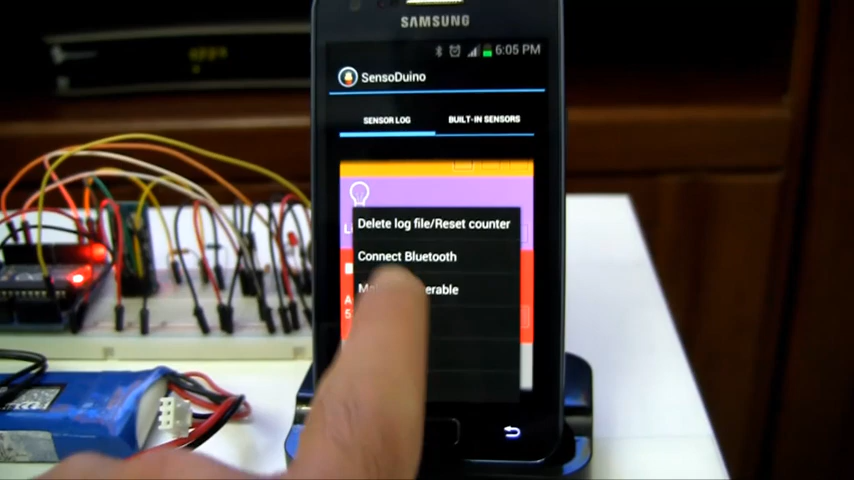 SAMSUNG
6:05 PM
SensoDuino
SENSOR LOG
BUILT-IN SENSORS
Delete log file/Reset counter
Connect Bluetooth